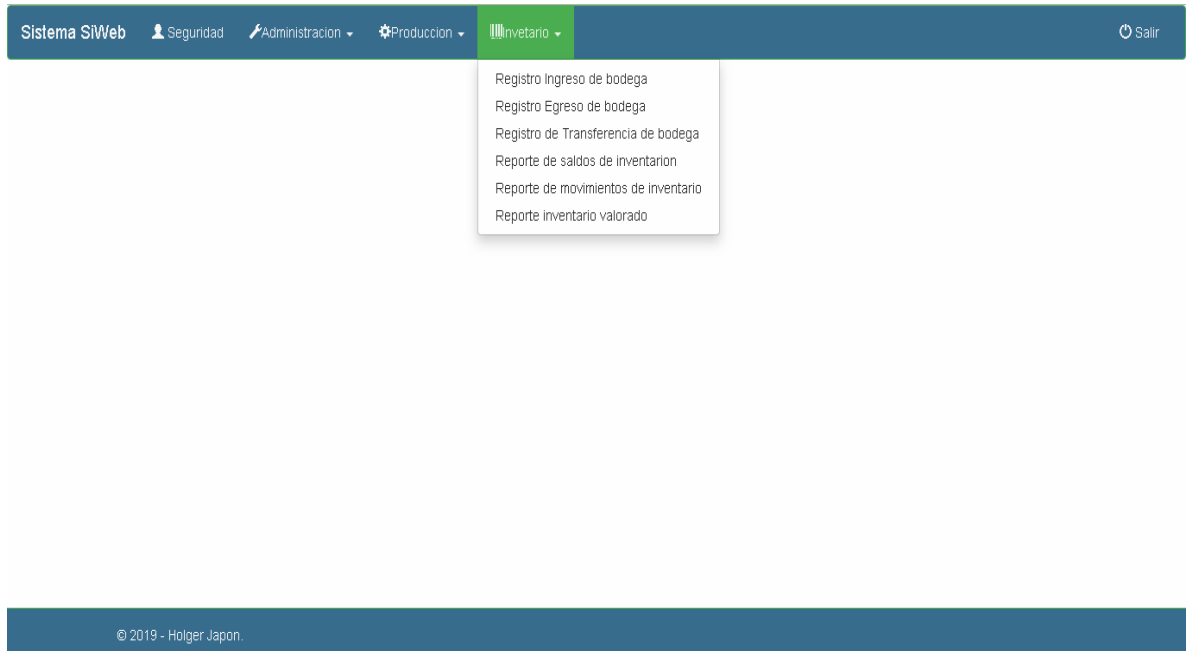 Sistema SiWeb Seguridad Administracion Produccion Invetario Salir
Registro Ingreso de bodega
Registro Egreso de bodega
Registro de Transferencia de bodega
Reporte de saldos de inventarion
Reporte de movimientos de inventario
Reporte inventario valorado
© 2019 - Holger Japon.